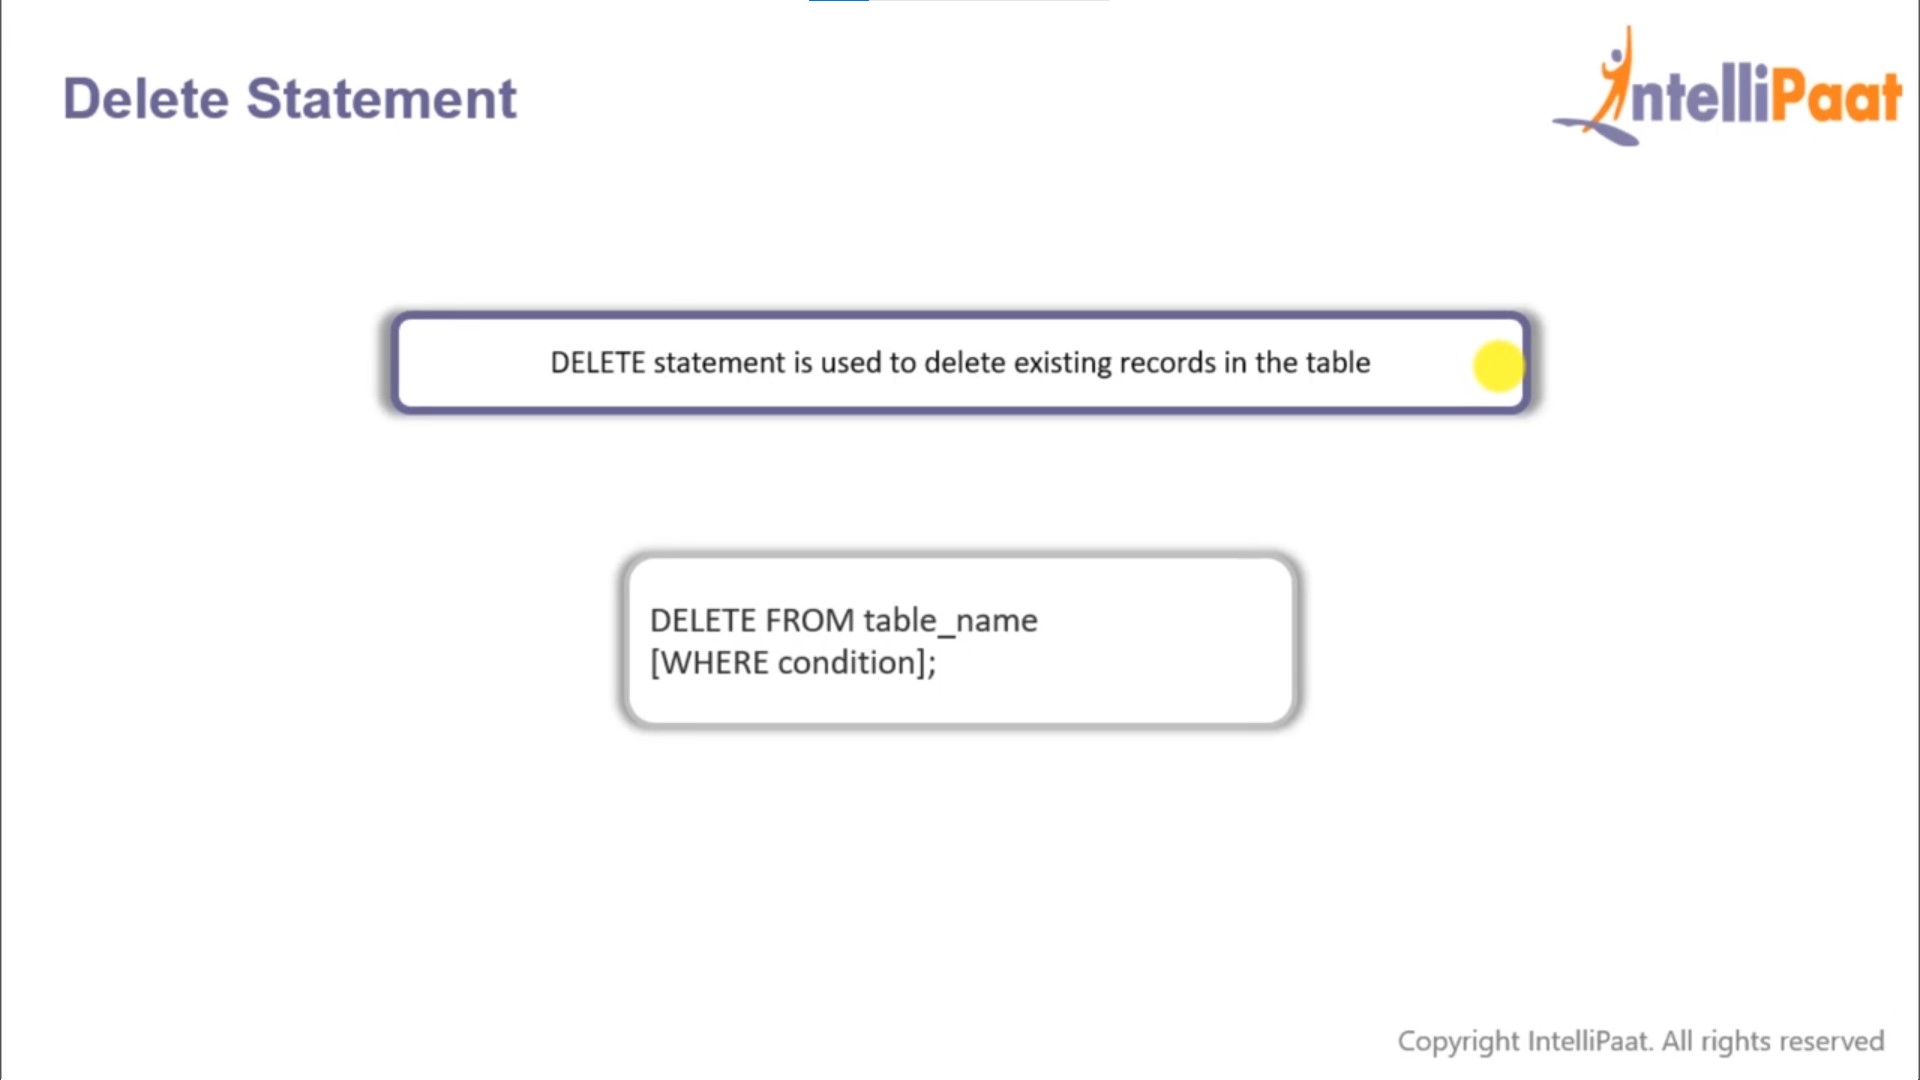 Delete Statement
IntelliPaat
DELETE statement is used to delete existing records in the table
DELETE FROM table_name
[WHERE condition];
Copyright IntelliPaat. All rights reserved